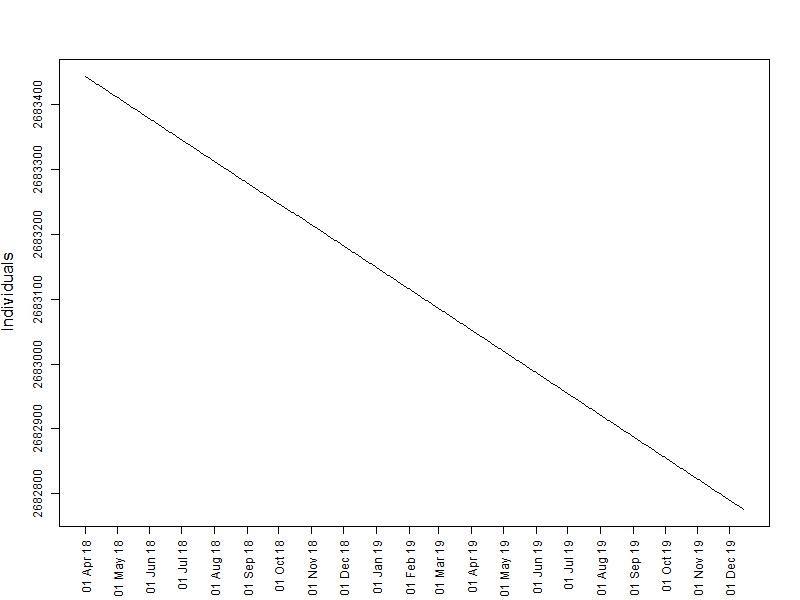 Individuals
2683400
2683300
2683200
2683100
2683000
2682900
2682800
01 Apr 18
01 May 18
01 Jun 18
01 Jul 18
01 Aug 18
01 Sep 18
01 Oct 18
01 Nov 18
01 Dec 18
01 Jan 19
01 Feb 19
01 Mar 19
01 Apr 19
01 May 19
01 Jun 19
01 Jul 19
01 Aug 19
01 Sep 19
01 Oct 19
01 Nov 19
01 Dec 19